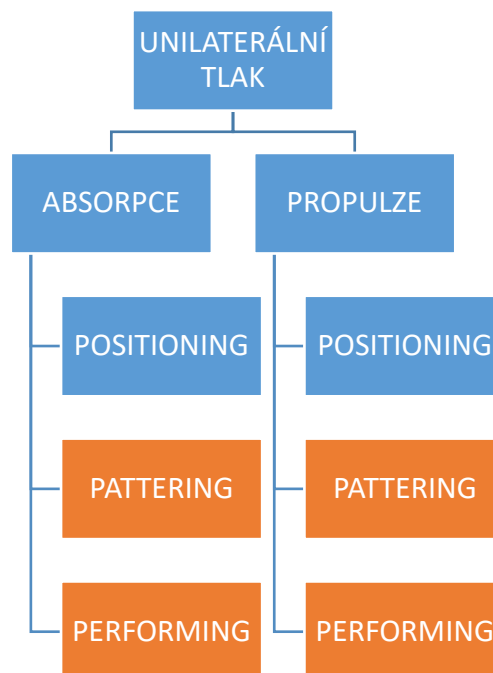 UNILATERÁLNÍ
TLAK
ABSORPCE
PROPULZE
POSITIONING
POSITIONING
PATTERING
PATTERING
PERFORMING
PERFORMING